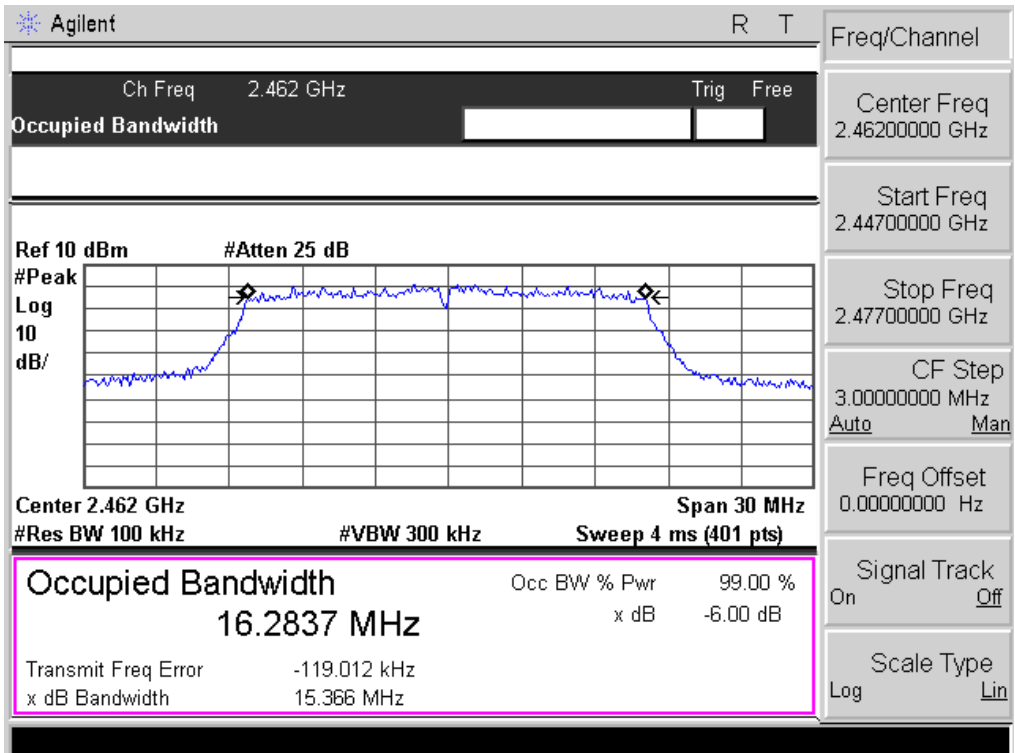 Agilent R T
Ch Freq 2.462 GHz Trig Free
Occupied Bandwidth
Ref 10 dBm #Atten 25 dB
#Peak
Log
10
dB/
Center 2.462 GHz Span 30 MHz
#Res BW 100 kHz #VBW 300 kHz Sweep 4 ms (401 pts)
Occupied Bandwidth Occ BW % Pwr 99.00 %
16.2837 MHz x dB -6.00 dB
Transmit Freq Error -119.012 kHz
x dB Bandwidth 15.366 MHz
Freq/Channel
Center Freq
2.46200000 GHz
Start Freq
2.44700000 GHz
Stop Freq
2.47700000 GHz
CF Step
3.00000000 MHz
Auto Man
Freq Offset
0.00000000 Hz
Signal Track
On Off
Scale Type
Log Lin